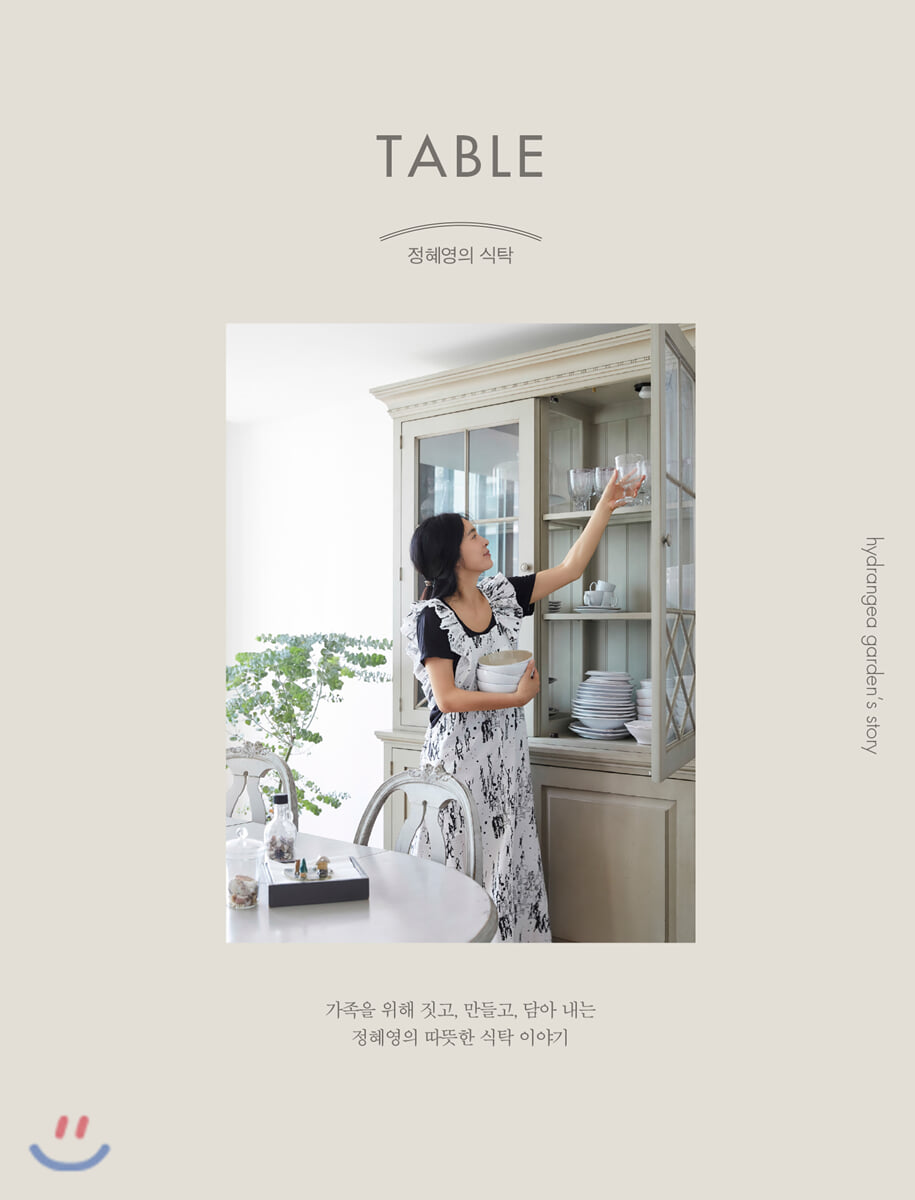 TABLE
정혜영의 식탁
hydrangea garden's story
가족을 위해 짓고, 만들고, 담아 내는
정혜영의 따뜻한 식탁 이야기